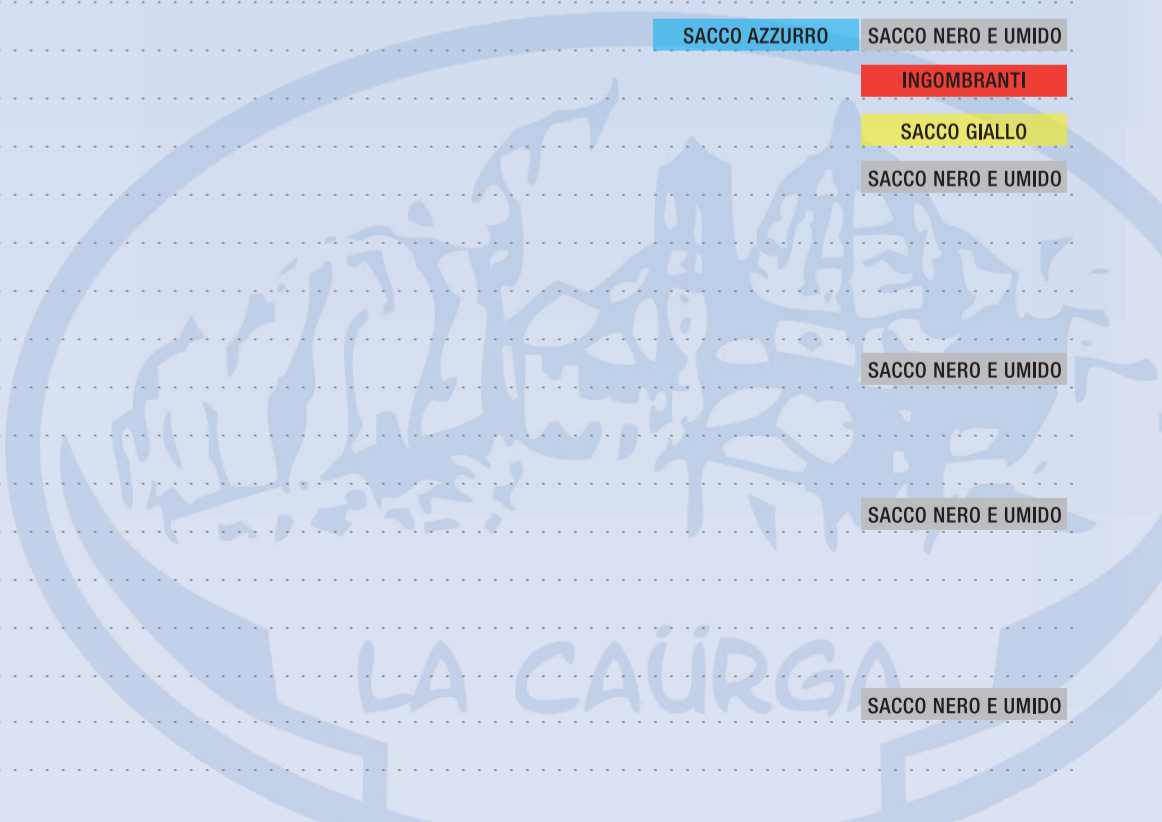 SACCO AZZURRO SACCO NERO E UMIDO
INGOMBRANTI
SACCO GIALLO
SACCO NERO E UMIDO
SACCO NERO E UMIDO
SACCO NERO E UMIDO
LA CAÜRGA
SACCO NERO E UMIDO